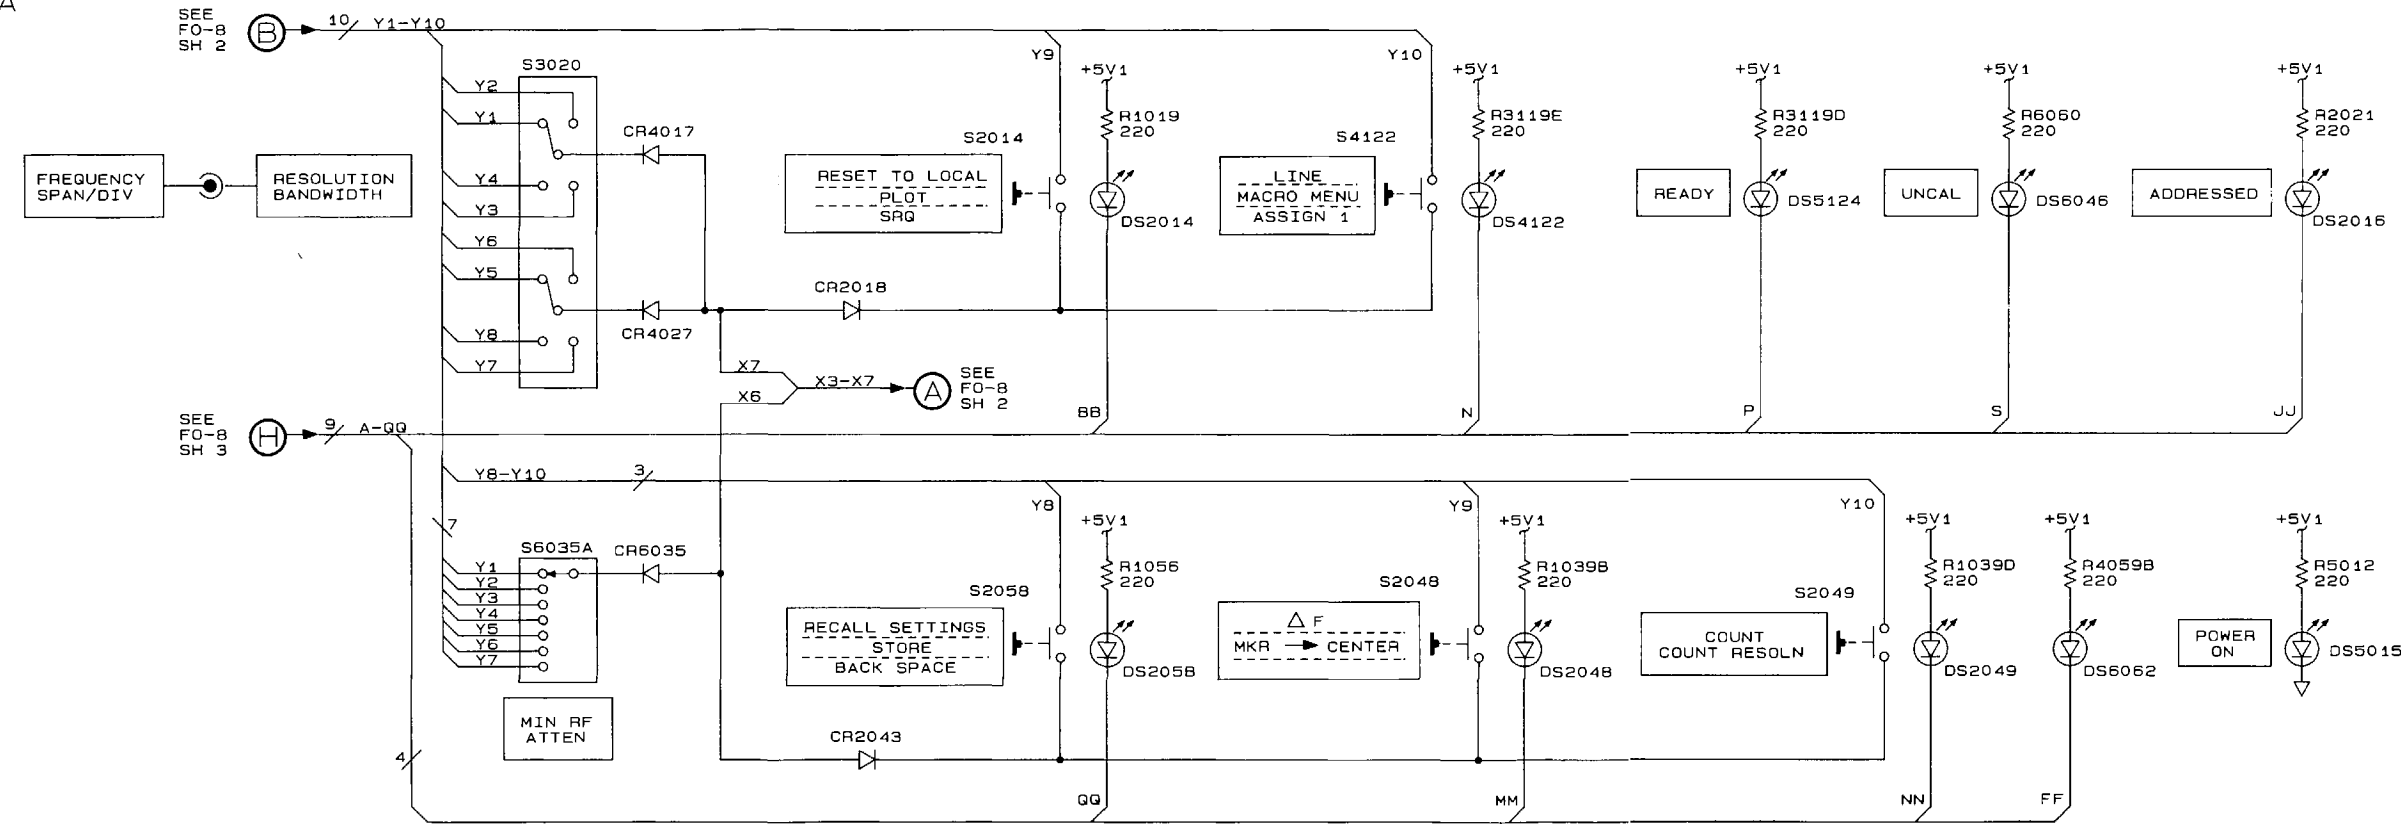 A
SEE
FO-8
SH 2
B
10
Y1-Y10
S3020
Y2
Y1
Y4
Y3
Y6
Y5
Y8
Y7
CR4017
CR4027
FREQUENCY
SPAN/DIV
RESOLUTION
BANDWIDTH
S2014
RESET TO LOCAL
PLOT
SRQ
Y9
+5V1
R1019
220
DS2014
BB
CR2018
S4122
LINE
MACRO MENU
ASSIGN 1
Y10
+5V1
R3119E
220
DS4122
N
READY
+5V1
R3119D
220
DS5124
P
UNCAL
+5V1
R6060
220
DS6046
S
ADDRESSED
+5V1
R2021
220
DS2016
JJ
X7
X6
X3-X7
A
SEE
FO-8
SH 2
SEE
FO-8
SH 3
H
9
A-QQ
Y8-Y10
3
7
S6035A
CR6035
Y1
Y2
Y3
Y4
Y5
Y6
Y7
MIN RF
ATTEN
4
CR2043
S2058
RECALL SETTINGS
STORE
BACK SPACE
Y8
+5V1
R1056
220
DS2058
QQ
S2048
△ F
MKR → CENTER
Y9
+5V1
R1039B
220
DS2048
MM
S2049
COUNT
COUNT RESOLN
Y10
+5V1
R1039D
220
DS2049
NN
+5V1
R4059B
220
DS6062
FF
POWER
ON
+5V1
R5012
220
DS5015